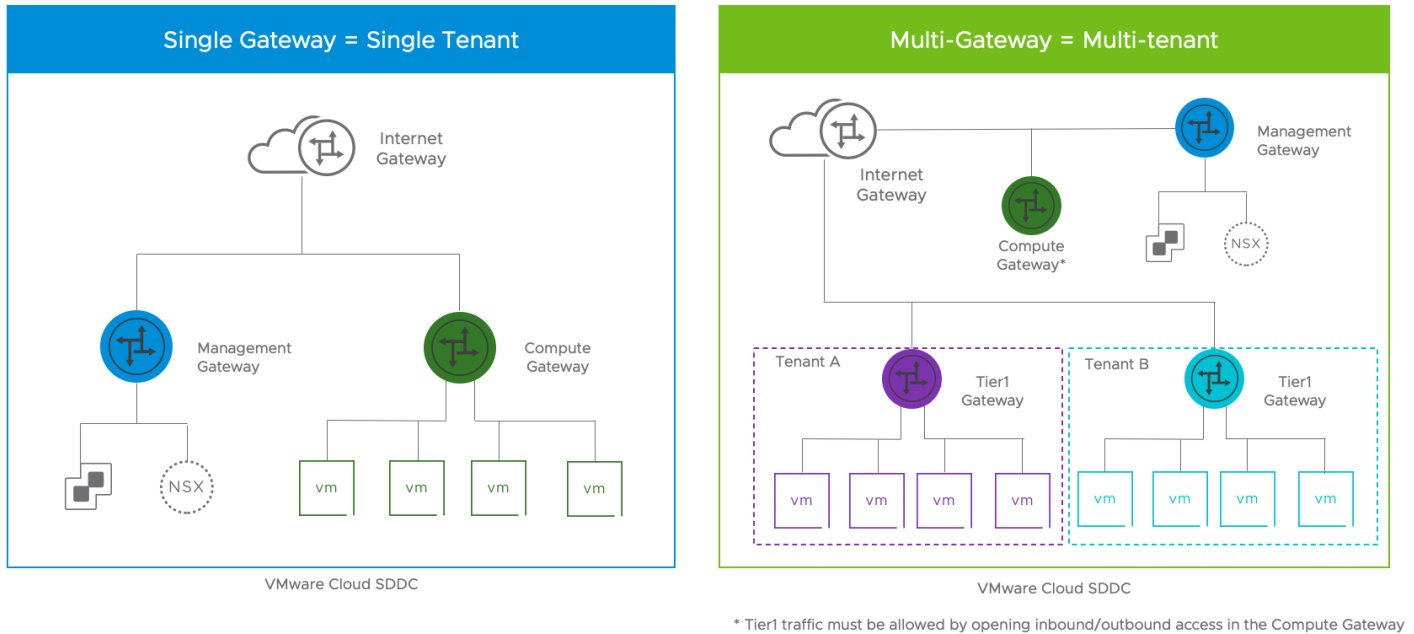 Single Gateway = Single Tenant
Internet
Gateway
Management
Gateway
Compute
Gateway
NSX
vm
vm
vm
vm
VMware Cloud SDDC
Multi-Gateway = Multi-tenant
Internet
Gateway
Management
Gateway
Compute
Gateway*
NSX
Tenant A
Tier1
Gateway
vm
vm
vm
vm
Tenant B
Tier1
Gateway
vm
vm
vm
vm
VMware Cloud SDDC
* Tier1 traffic must be allowed by opening inbound/outbound access in the Compute Gateway